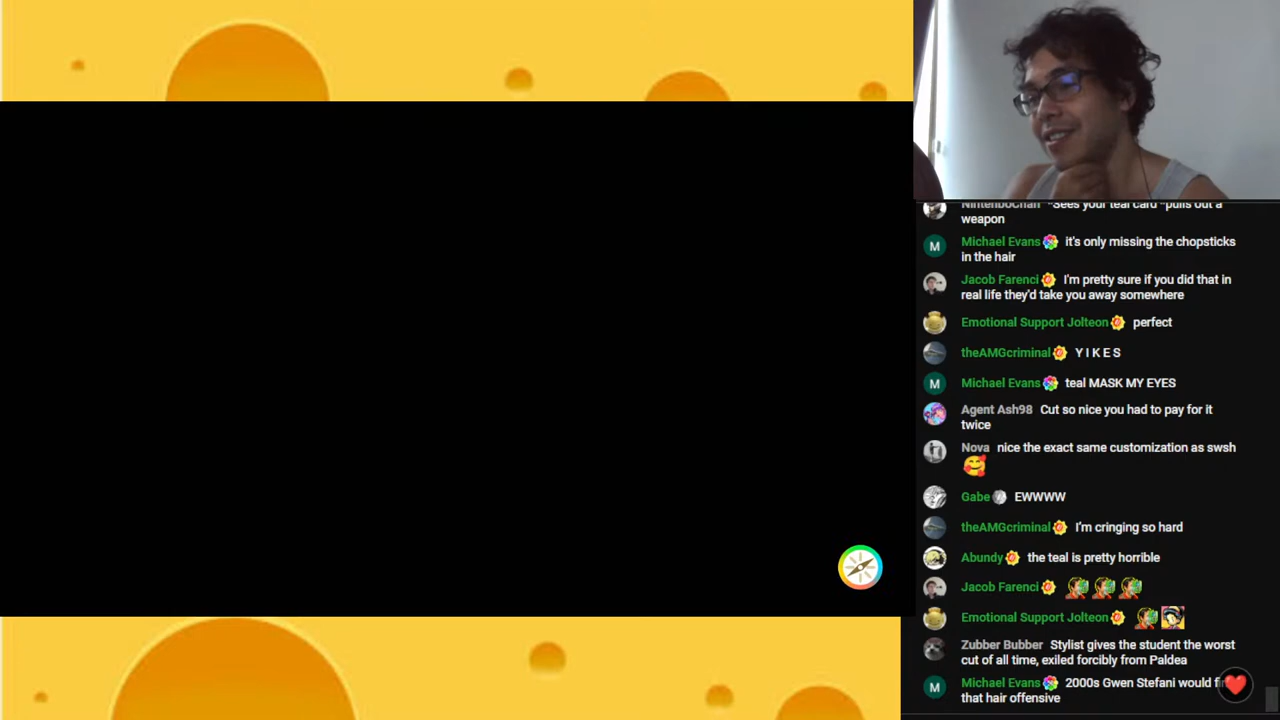 NintenboChan *Sees your teal card *pulls out a
weapon
M Michael Evans it's only missing the chopsticks
in the hair
Jacob Farenci I'm pretty sure if you did that in
real life they'd take you away somewhere
Emotional Support Jolteon perfect
theAMGcriminal Y I K E S
M Michael Evans teal MASK MY EYES
Agent Ash98 Cut so nice you had to pay for it
twice
Nova nice the exact same customization as swsh
Gabe EWWWW
theAMGcriminal I'm cringing so hard
Abundy the teal is pretty horrible
Jacob Farenci
Emotional Support Jolteon
Zubber Bubber Stylist gives the student the worst
cut of all time, exiled forcibly from Paldea
M Michael Evans 2000s Gwen Stefani would
that hair offensive